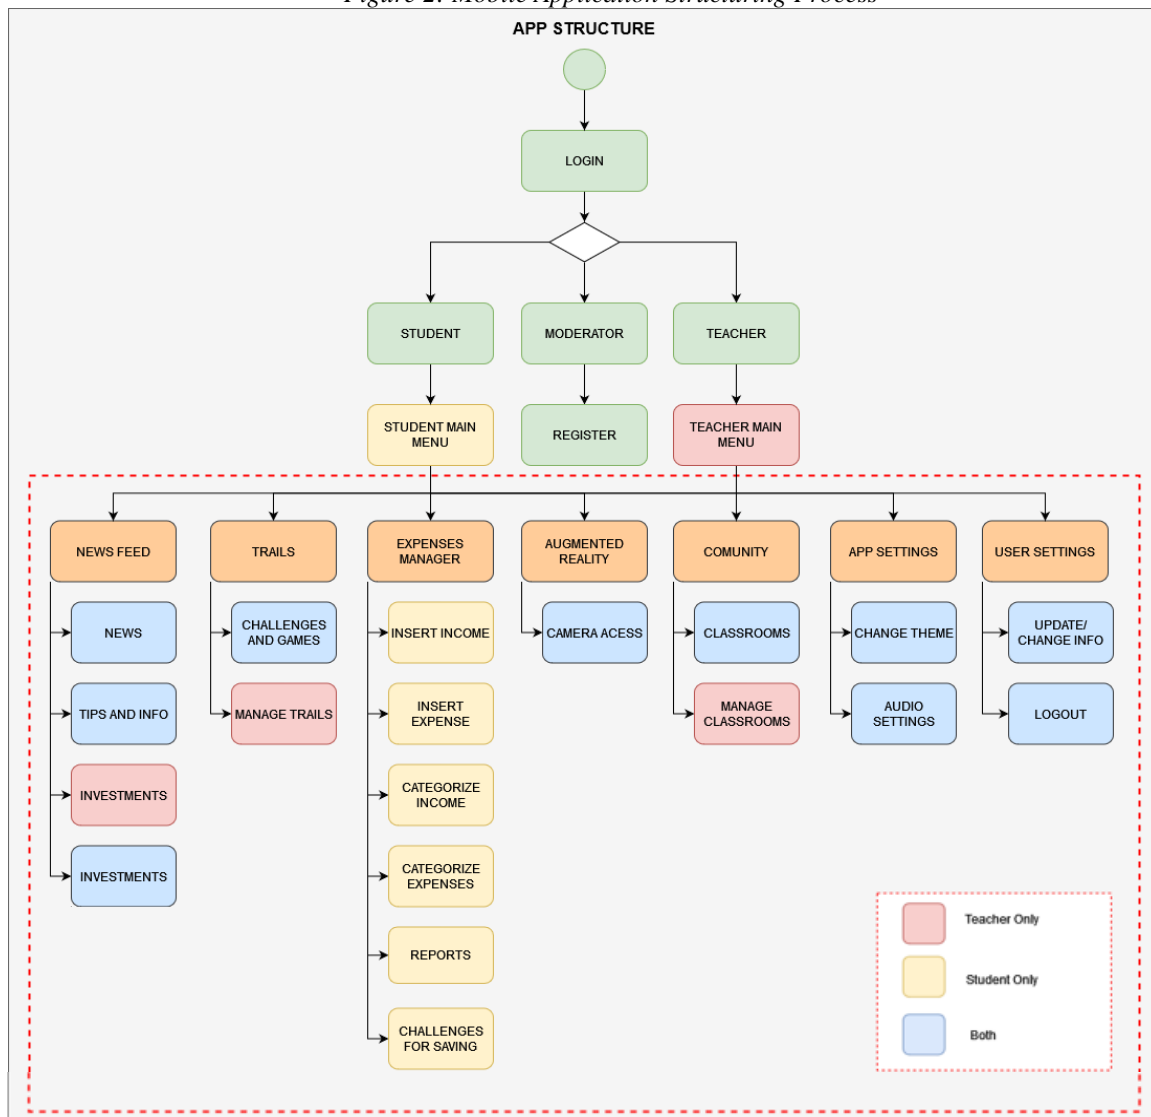 Figure 2: Mobile Application Structuring Process
APP STRUCTURE
LOGIN
STUDENT
MODERATOR
TEACHER
STUDENT MAIN
MENU
REGISTER
TEACHER MAIN
MENU
NEWS FEED
TRAILS
EXPENSES
MANAGER
AUGMENTED
REALITY
COMUNITY
APP SETTINGS
USER SETTINGS
NEWS
CHALLENGES
AND GAMES
INSERT INCOME
CAMERA ACESS
CLASSROOMS
CHANGE THEME
UPDATE/
CHANGE INFO
TIPS AND INFO
MANAGE TRAILS
INSERT
EXPENSE
MANAGE
CLASSROOMS
AUDIO
SETTINGS
LOGOUT
INVESTMENTS
CATEGORIZE
INCOME
INVESTMENTS
CATEGORIZE
EXPENSES
REPORTS
CHALLENGES
FOR SAVING
Teacher Only
Student Only
Both